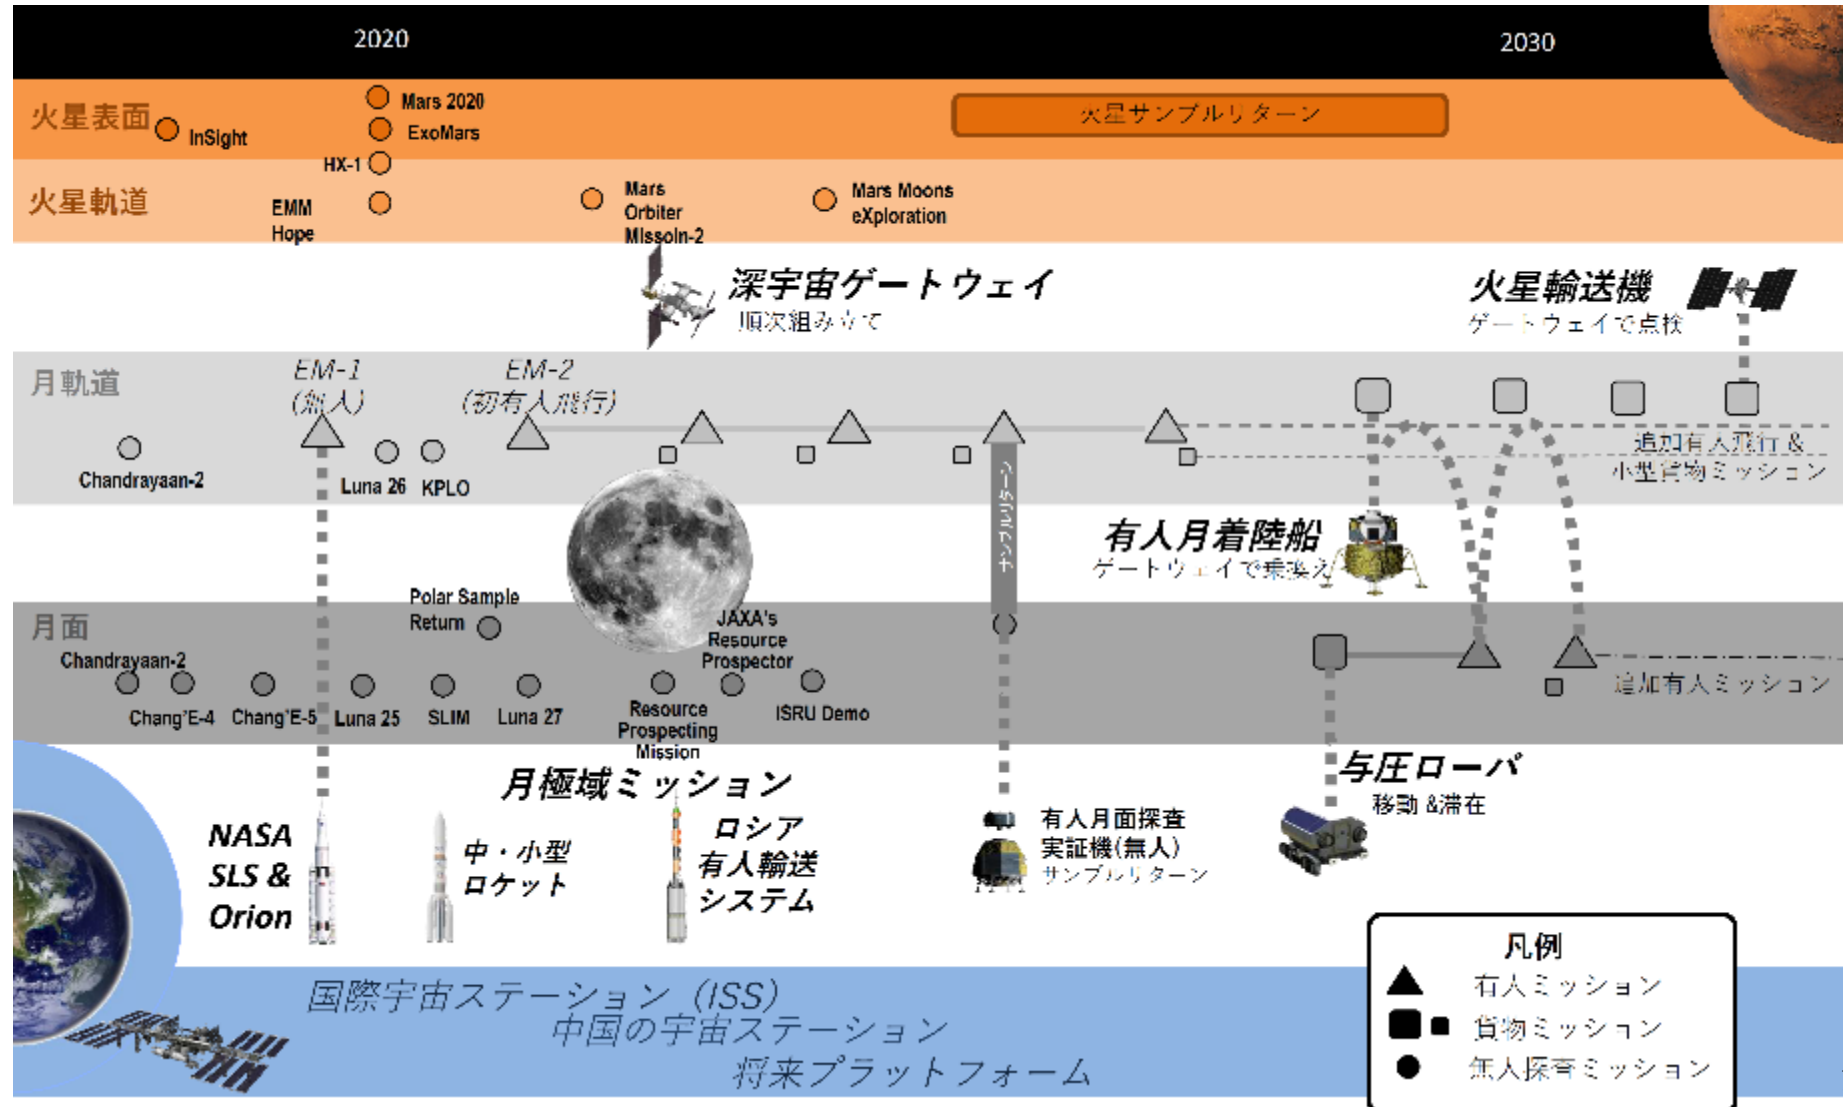 2020
2030
火星表面
InSight
Mars 2020
ExoMars
HX-1
火星サンプルリターン
火星軌道
EMM
Hope
Mars
Orbiter
Missoin-2
Mars Moons
eXploration
深宇宙ゲートウェイ
順次組み立て
火星輸送機
ゲートウェイで点検
月軌道
EM-1
(無人)
EM-2
(初有人飛行)
Chandrayaan-2
Luna 26
KPLO
追加有人飛行 &
小型貨物ミッション
サンプルリターン
有人月着陸船
ゲートウェイで乗換え
月面
Polar Sample
Return
JAXA's
Resource
Prospector
Chandrayaan-2
Chang'E-4
Chang'E-5
Luna 25
SLIM
Luna 27
Resource
Prospecting
Mission
ISRU Demo
追加有人ミッション
月極域ミッション
与圧ローバ
移動 &滞在
NASA
SLS &
Orion
中・小型
ロケット
ロシア
有人輸送
システム
有人月面探査
実証機(無人)
サンプルリターン
国際宇宙ステーション (ISS)
中国の宇宙ステーション
将来プラットフォーム
凡例
有人ミッション
貨物ミッション
無人探査ミッション